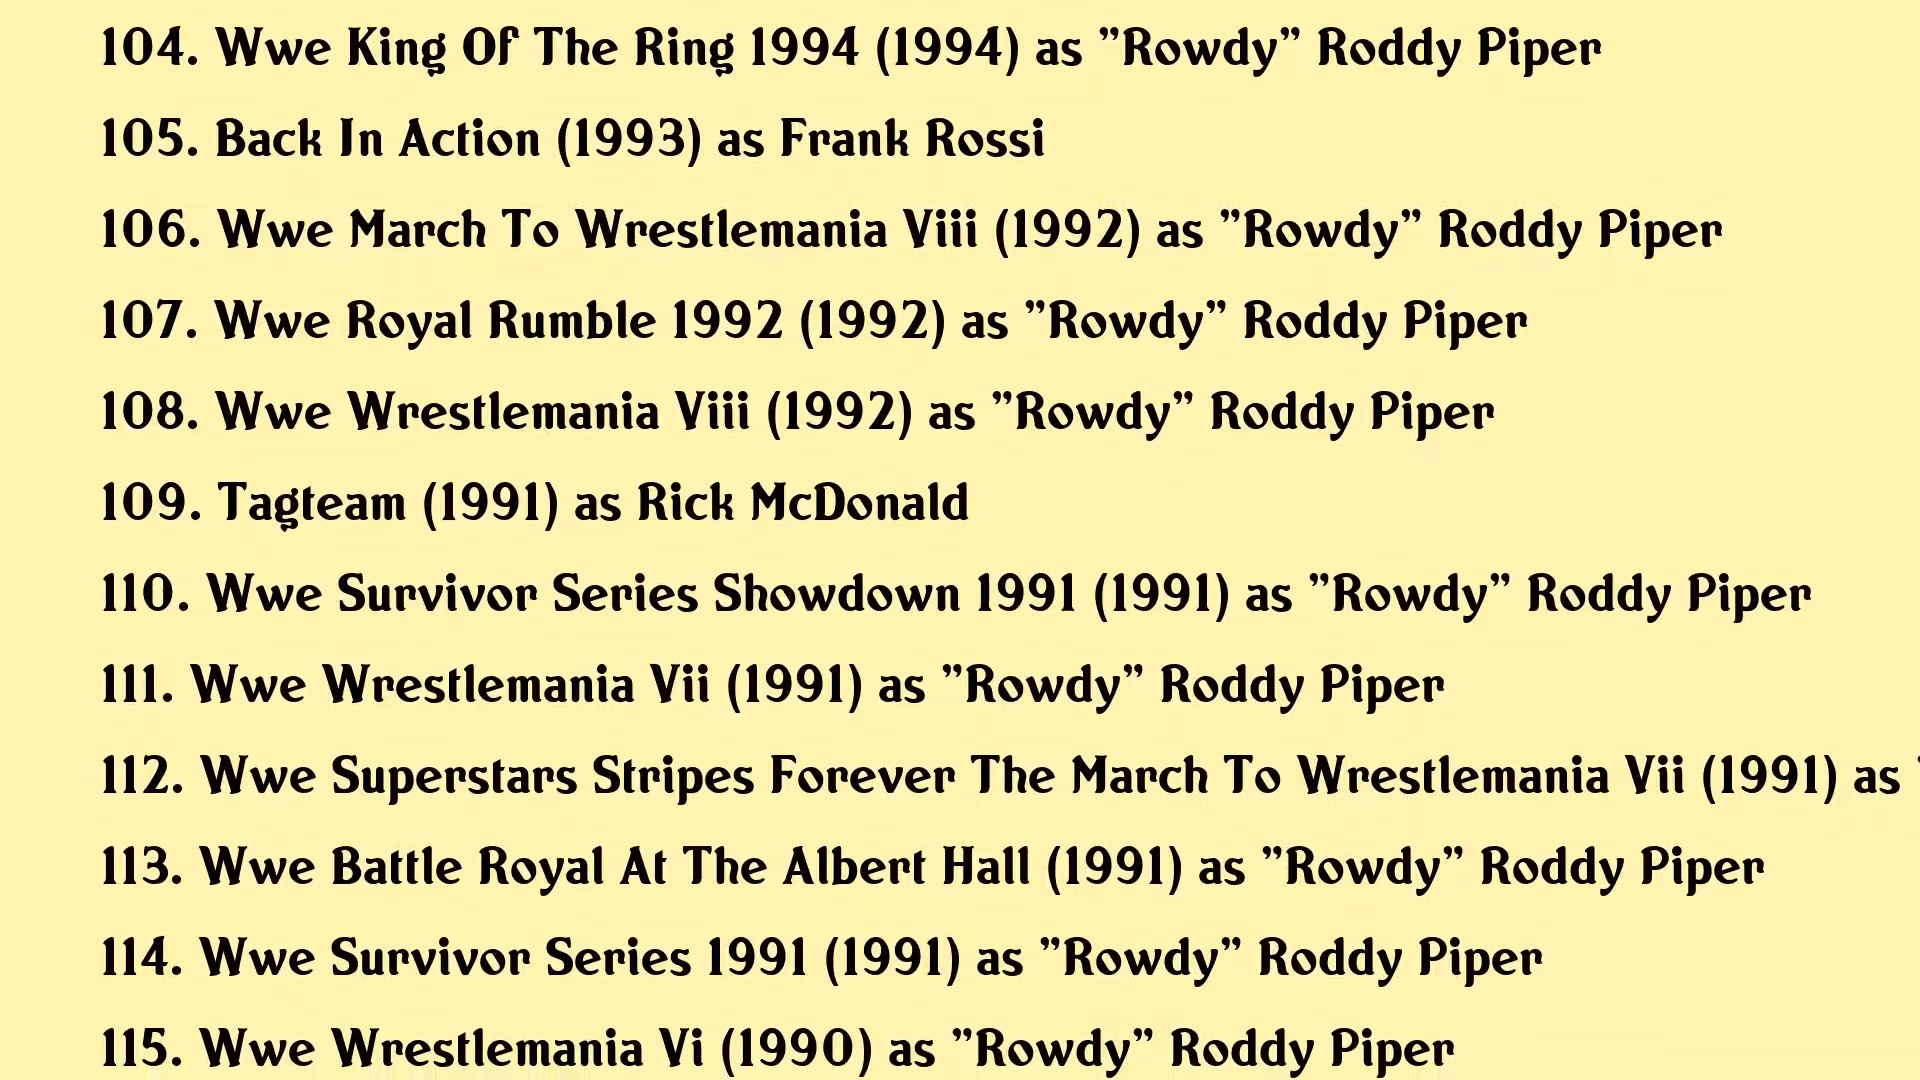 104. Wwe King Of The Ring 1994 (1994) as "Rowdy" Roddy Piper
105. Back In Action (1993) as Frank Rossi
106. Wwe March To Wrestlemania Viii (1992) as "Rowdy" Roddy Piper
107. Wwe Royal Rumble 1992 (1992) as "Rowdy" Roddy Piper
108. Wwe Wrestlemania Viii (1992) as "Rowdy" Roddy Piper
109. Tagteam (1991) as Rick McDonald
110. Wwe Survivor Series Showdown 1991 (1991) as "Rowdy" Roddy Piper
111. Wwe Wrestlemania Vii (1991) as "Rowdy" Roddy Piper
112. Wwe Superstars Stripes Forever The March To Wrestlemania Vii (1991) as
113. Wwe Battle Royal At The Albert Hall (1991) as "Rowdy" Roddy Piper
114. Wwe Survivor Series 1991 (1991) as "Rowdy" Roddy Piper
115. Wwe Wrestlemania Vi (1990) as "Rowdy" Roddy Piper